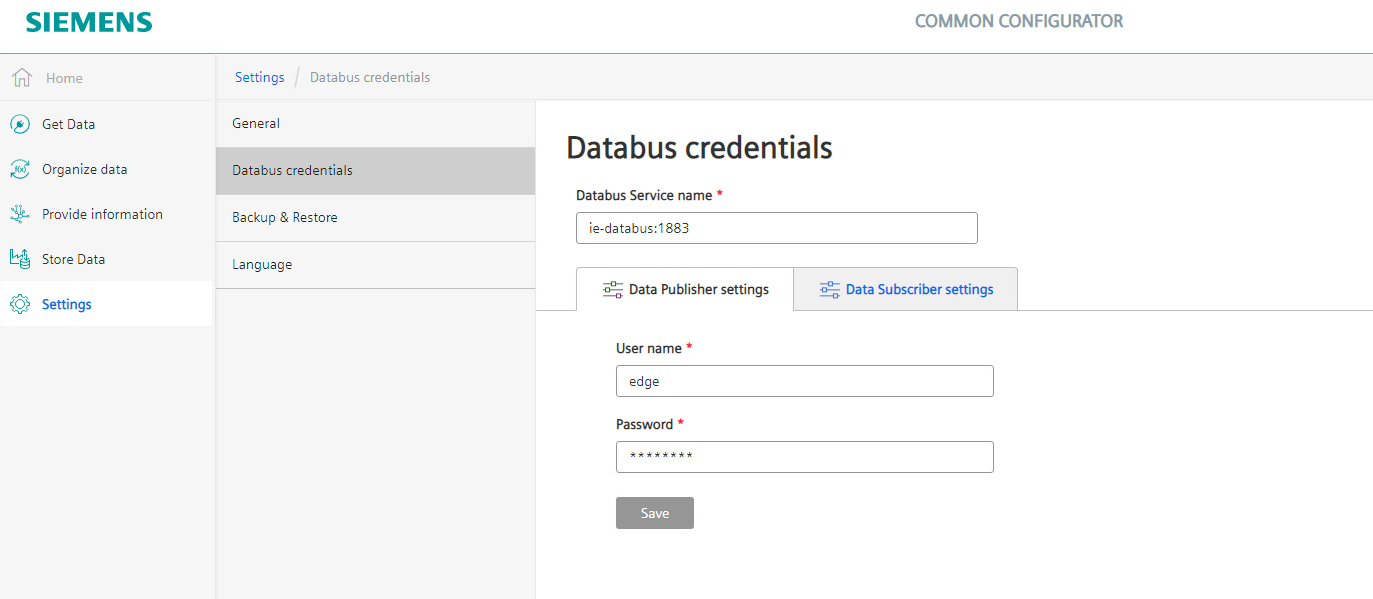 SIEMENS
COMMON CONFIGURATOR
Home
Get Data
Organize data
Provide information
Store Data
Settings
Settings / Databus credentials
General
Databus credentials
Backup & Restore
Language
Databus credentials
Databus Service name *
ie-databus:1883
Data Publisher settings
Data Subscriber settings
User name *
edge
Password *
********
Save